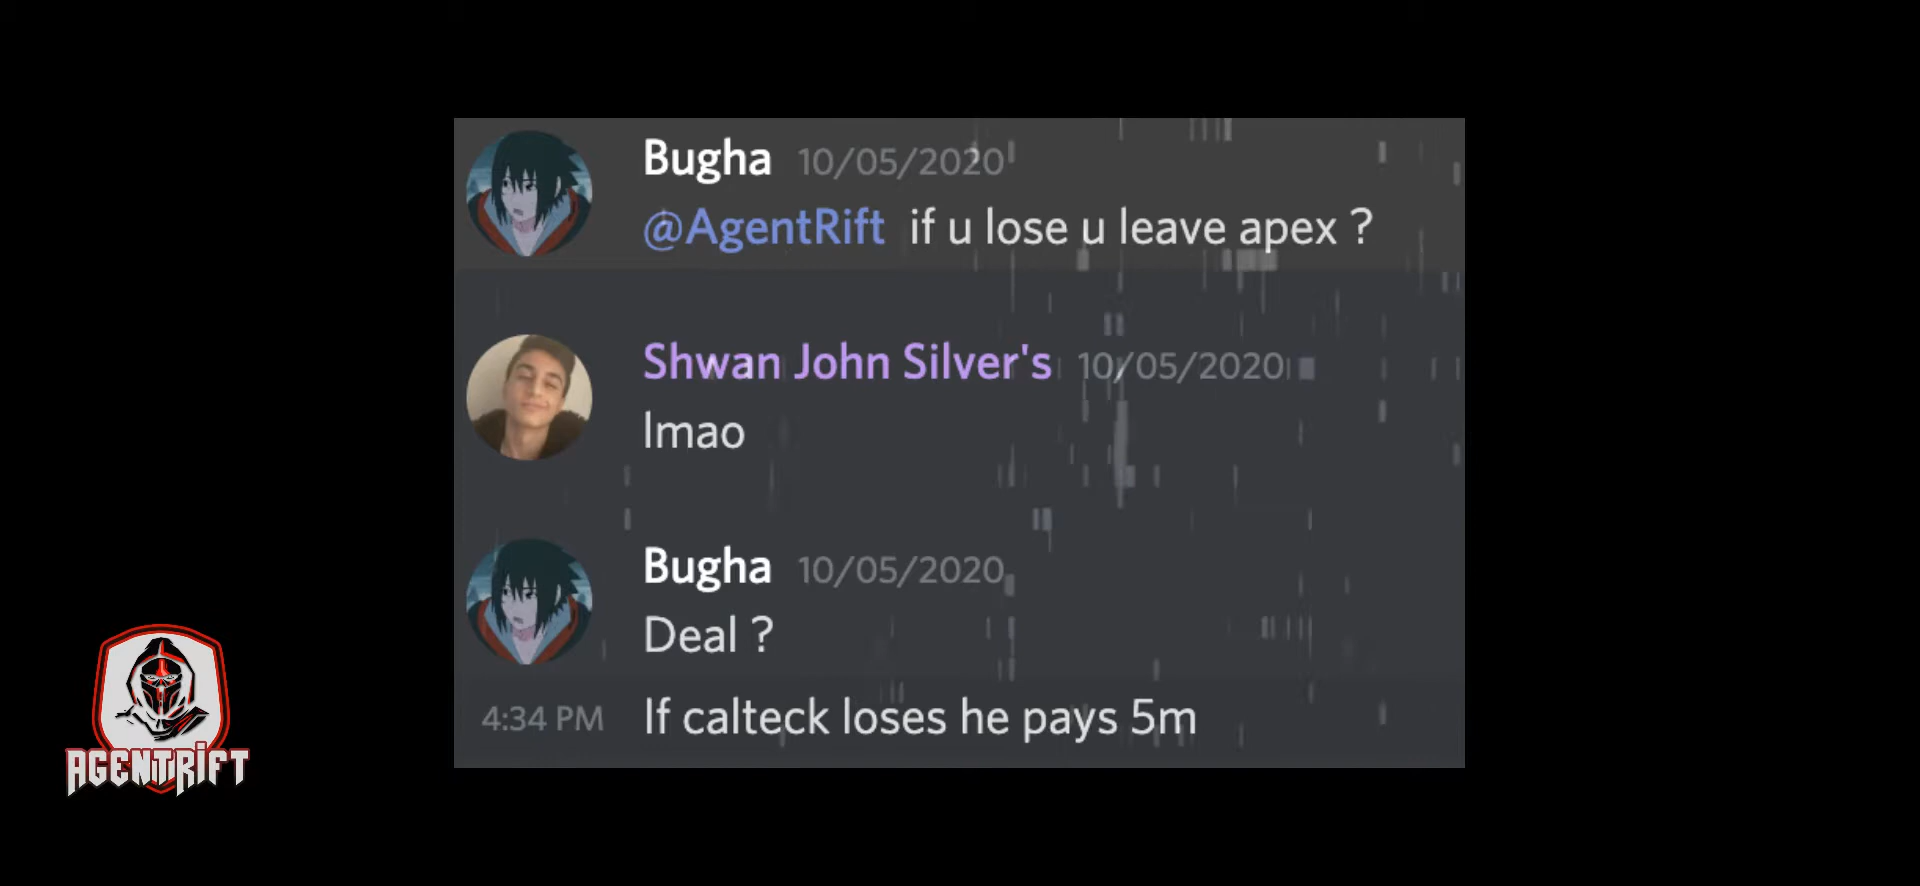 Bugha 10/05/2020
@AgentRift if u lose u leave apex ?
Shwan John Silver's 10/05/2020
lmao
Bugha 10/05/2020
Deal ?
4:34 PM If calteck loses he pays 5m
AGENTRIFT